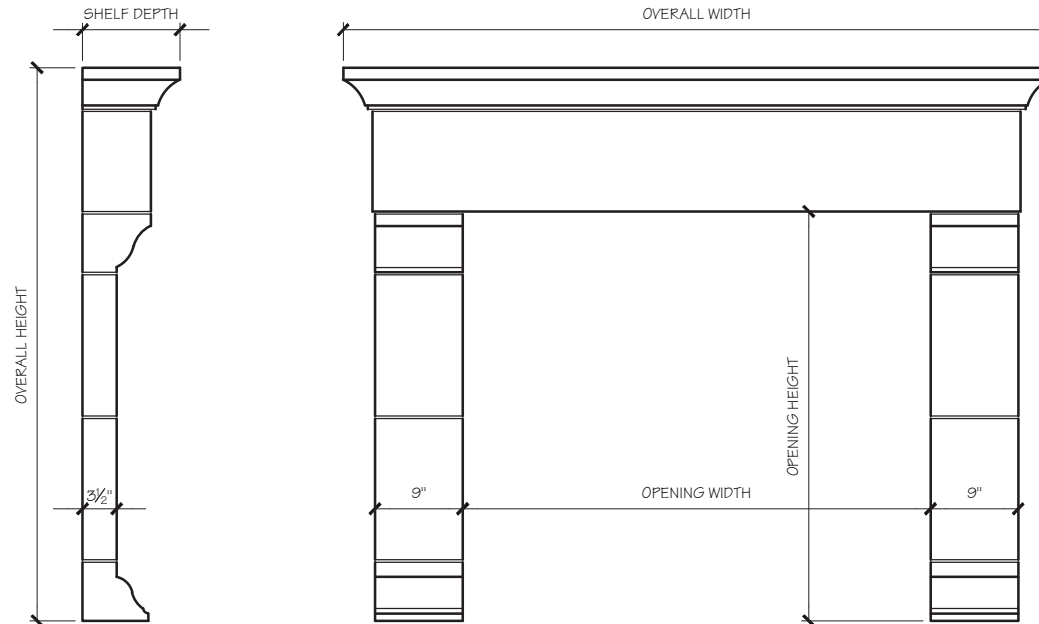 SHELF DEPTH
OVERALL WIDTH
OVERALL HEIGHT
OPENING HEIGHT
3½"
9"
OPENING WIDTH
9"